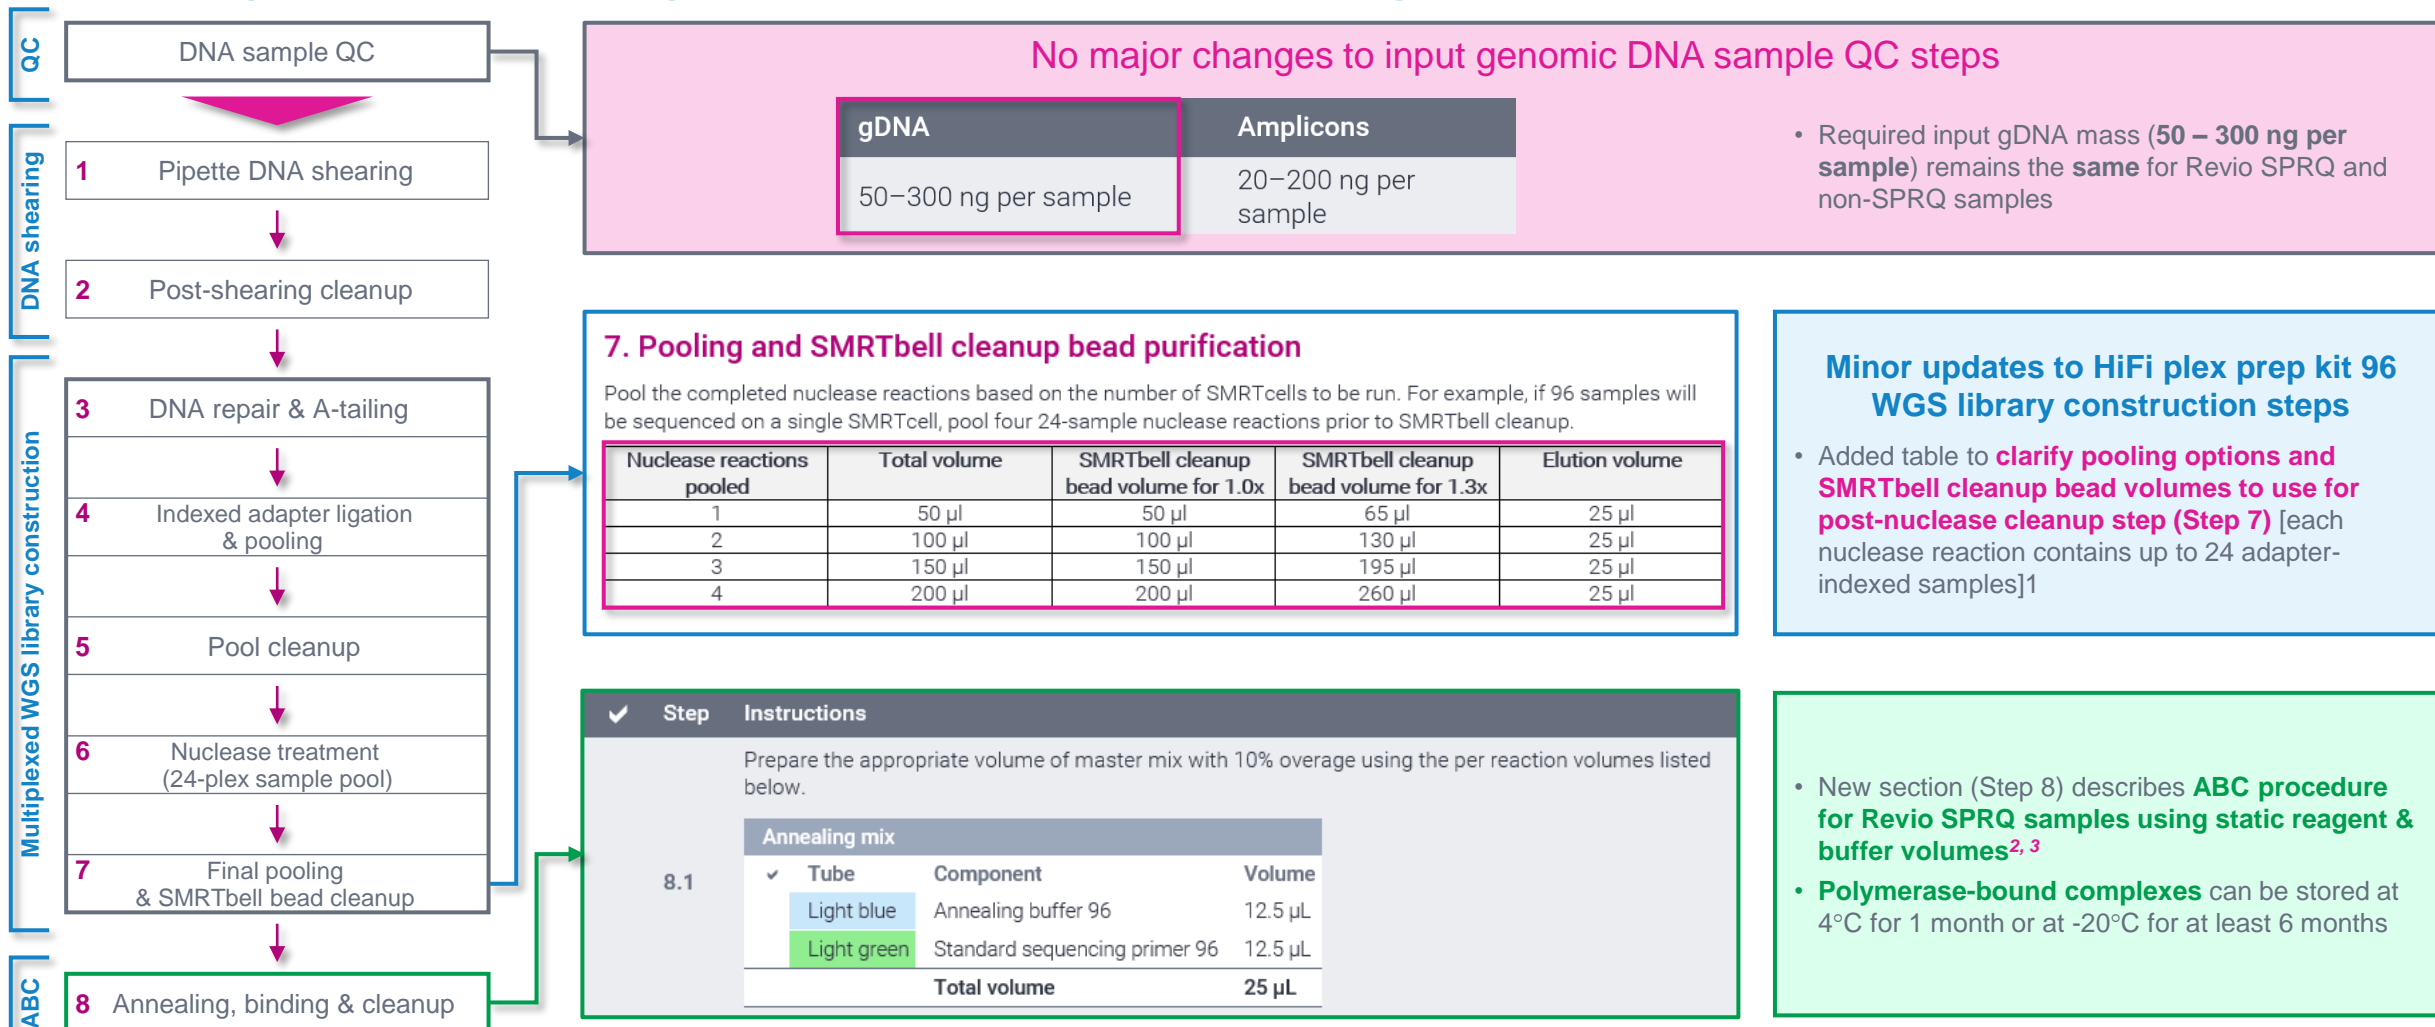 QC
DNA sample QC
DNA shearing
1 Pipette DNA shearing
2 Post-shearing cleanup
Multiplexed WGS library construction
3 DNA repair & A-tailing
4 Indexed adapter ligation
& pooling
5 Pool cleanup
6 Nuclease treatment
(24-plex sample pool)
7 Final pooling
& SMRTbell bead cleanup
ABC
8 Annealing, binding & cleanup
No major changes to input genomic DNA sample QC steps
gDNA Amplicons
50–300 ng per sample 20–200 ng per
sample
• Required input gDNA mass (50 – 300 ng per
sample) remains the same for Revio SPRQ and
non-SPRQ samples
7. Pooling and SMRTbell cleanup bead purification
Pool the completed nuclease reactions based on the number of SMRTcells to be run. For example, if 96 samples will
be sequenced on a single SMRTcell, pool four 24-sample nuclease reactions prior to SMRTbell cleanup.
Nuclease reactions Total volume SMRTbell cleanup SMRTbell cleanup Elution volume
pooled bead volume for 1.0x bead volume for 1.3x
1 50 µl 50 µl 65 µl 25 µl
2 100 µl 100 µl 130 µl 25 µl
3 150 µl 150 µl 195 µl 25 µl
4 200 µl 200 µl 260 µl 25 µl
Minor updates to HiFi plex prep kit 96
WGS library construction steps
• Added table to clarify pooling options and
SMRTbell cleanup bead volumes to use for
post-nuclease cleanup step (Step 7) [each
nuclease reaction contains up to 24 adapter-
indexed samples]1
✔ Step Instructions
Prepare the appropriate volume of master mix with 10% overage using the per reaction volumes listed
below.
8.1
Annealing mix
✔ Tube Component Volume
Light blue Annealing buffer 96 12.5 µL
Light green Standard sequencing primer 96 12.5 µL
Total volume 25 µL
• New section (Step 8) describes ABC procedure
for Revio SPRQ samples using static reagent &
buffer volumes2, 3
• Polymerase-bound complexes can be stored at
4°C for 1 month or at -20°C for at least 6 months